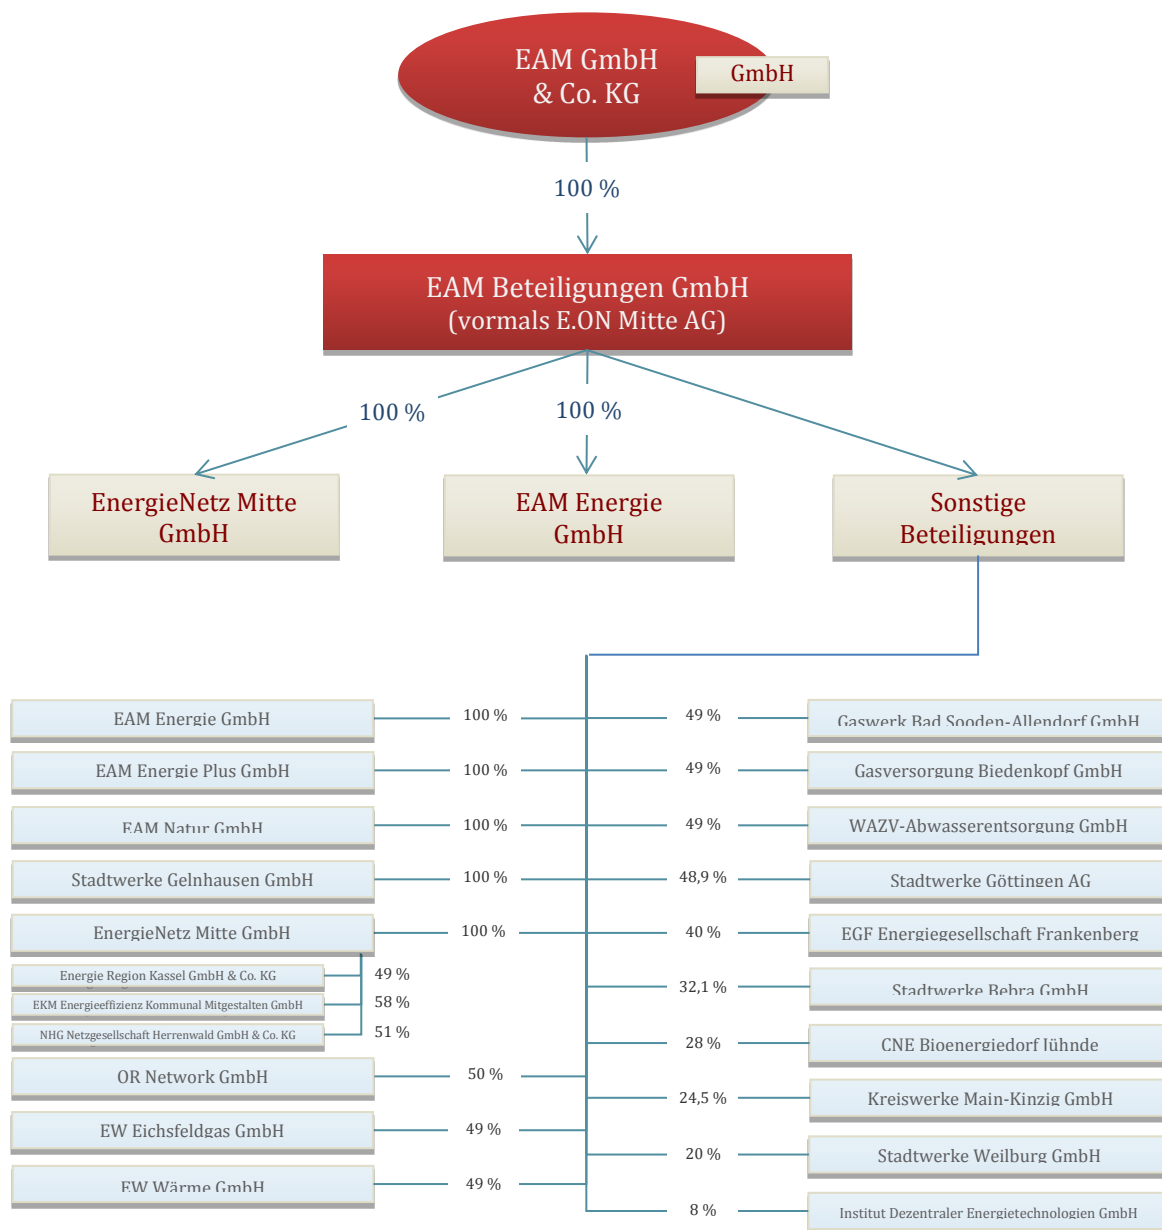 EAM GmbH
& Co. KG
GmbH
100 %
EAM Beteiligungen GmbH
(vormals E.ON Mitte AG)
100 %
100 %
EnergieNetz Mitte
GmbH
EAM Energie
GmbH
Sonstige
Beteiligungen
EAM Energie GmbH
100 %
49 %
Gaswerk Bad Sooden-Allendorf GmbH
EAM Energie Plus GmbH
100 %
49 %
Gasversorgung Biedenkopf GmbH
EAM Natur GmbH
100 %
49 %
WAZV-Abwasserentsorgung GmbH
Stadtwerke Gelnhausen GmbH
100 %
48,9 %
Stadtwerke Göttingen AG
EnergieNetz Mitte GmbH
100 %
40 %
EGF Energiegesellschaft Frankenberg
Energie Region Kassel GmbH & Co. KG
49 %
32,1 %
Stadtwerke Bebra GmbH
EKM Energieeffizienz Kommunal Mitgestalten GmbH
58 %
NHG Netzgesellschaft Herrenwald GmbH & Co. KG
51 %
28 %
CNE Bioenergiedorf Jühnde
OR Network GmbH
50 %
24,5 %
Kreiswerke Main-Kinzig GmbH
EW Eichsfeldgas GmbH
49 %
20 %
Stadtwerke Weilburg GmbH
EW Wärme GmbH
49 %
8 %
Institut Dezentraler Energietechnologien GmbH